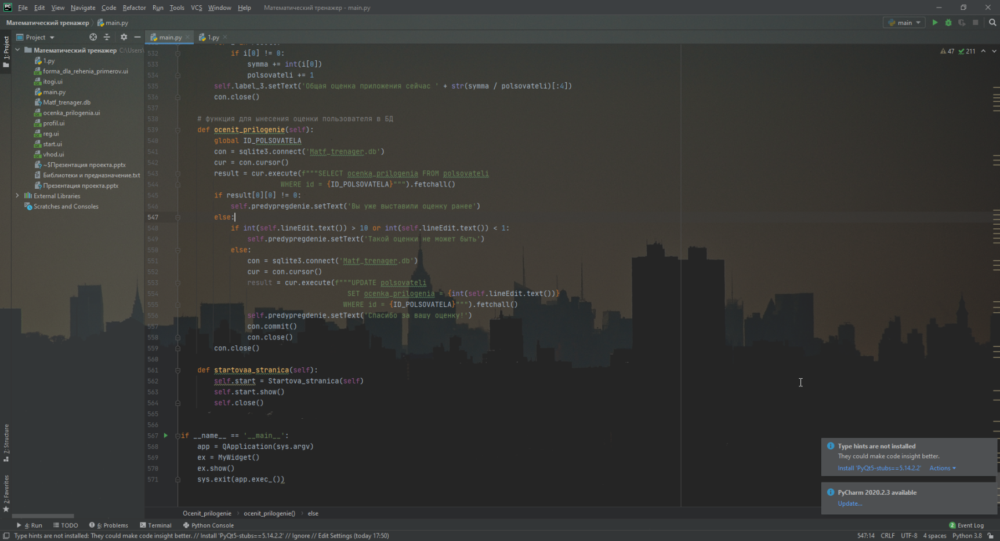 PC File Edit View Navigate Code Refactor Run Tools VCS Window Help Математический тренажер - main.py
Математический тренажер main.py main
1: Project
Project
main.py 1.py
Математический тренажер C:\Users\
1.py
forma_dla_rehenia_primerov.ui
itogi.ui
main.py
Matf_trenager.db
ocenka_prilogenia.ui
profil.ui
reg.ui
start.ui
vhod.ui
~$Презентация проекта.pptx
Библиотеки и предназначение.txt
Презентация проекта.pptx
External Libraries
Scratches and Consoles
47 211
532 if i[0] != 0:
533 symma += int(i[0])
534 polsovateli += 1
535 self.label_3.setText('Общая оценка приложения сейчас ' + str(symma / polsovateli)[:4])
536 con.close()
537
538 # функция для ынесения оценки пользователя в БД
539 def ocenit_prilogenie(self):
540 global ID_POLSOVATELA
541 con = sqlite3.connect('Matf_trenager.db')
542 cur = con.cursor()
543 result = cur.execute(f"""SELECT ocenka_prilogenia FROM polsovateli
544 WHERE id = {ID_POLSOVATELA}""").fetchall()
545 if result[0][0] != 0:
546 self.predypregdenie.setText('Вы уже выставили оценку ранее')
547 else:
548 if int(self.lineEdit.text()) > 10 or int(self.lineEdit.text()) < 1:
549 self.predypregdenie.setText('Такой оценки не может быть')
550 else:
551 con = sqlite3.connect('Matf_trenager.db')
552 cur = con.cursor()
553 result = cur.execute(f"""UPDATE polsovateli
554 SET ocenka_prilogenia = {int(self.lineEdit.text())}
555 WHERE id = {ID_POLSOVATELA}""").fetchall()
556 self.predypregdenie.setText('Спасибо за вашу оценку!')
557 con.commit()
558 con.close()
559 con.close()
560
561 def startovaa_stranica(self):
562 self.start = Startova_stranica(self)
563 self.start.show()
564 self.close()
565
566
567 if __name__ == '__main__':
568 app = QApplication(sys.argv)
569 ex = MyWidget()
570 ex.show()
571 sys.exit(app.exec_())
Type hints are not installed
They could make code insight better.
Install 'PyQt5-stubs==5.14.2.2' Actions
PyCharm 2020.2.3 available
Update...
7: Structure
2: Favorites
Ocenit_prilogenie ocenit_prilogenie() else
4: Run TODO 6: Problems Terminal Python Console 2 Event Log
Type hints are not installed: They could make code insight better. // Install 'PyQt5-stubs==5.14.2.2' // Ignore // Edit Settings (today 17:50) 547:14 CRLF UTF-8 4 spaces Python 3.8